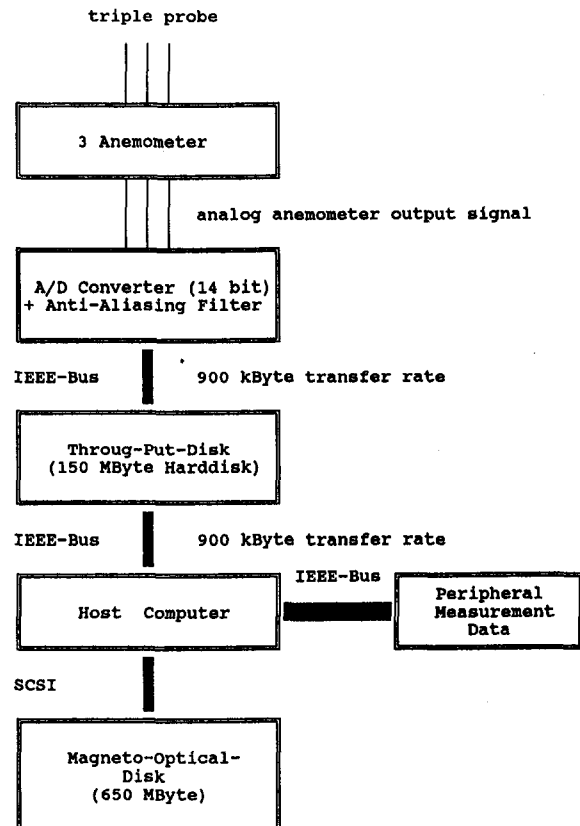 triple probe
3 Anemometer
analog anemometer output signal
A/D Converter (14 bit)
+ Anti-Aliasing Filter
IEEE-Bus 900 kByte transfer rate
Throug-Put-Disk
(150 MByte Harddisk)
IEEE-Bus 900 kByte transfer rate
IEEE-Bus
Host Computer
Peripheral
Measurement
Data
SCSI
Magneto-Optical-
Disk
(650 MByte)